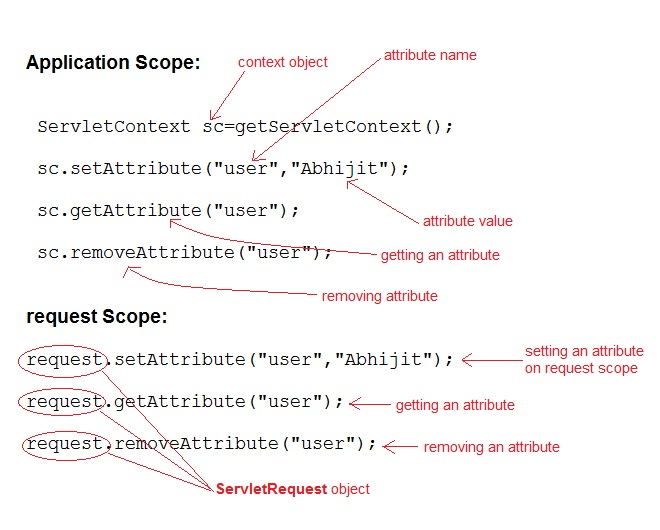 Application Scope:
context object
attribute name
ServletContext sc=getServletContext();
sc.setAttribute("user","Abhijit");
sc.getAttribute("user");
attribute value
sc.removeAttribute("user");
getting an attribute
removing attribute
request Scope:
request.setAttribute("user","Abhijit");
setting an attribute
on request scope
request.getAttribute("user");
getting an attribute
request.removeAttribute("user");
removing an attribute
ServletRequest object